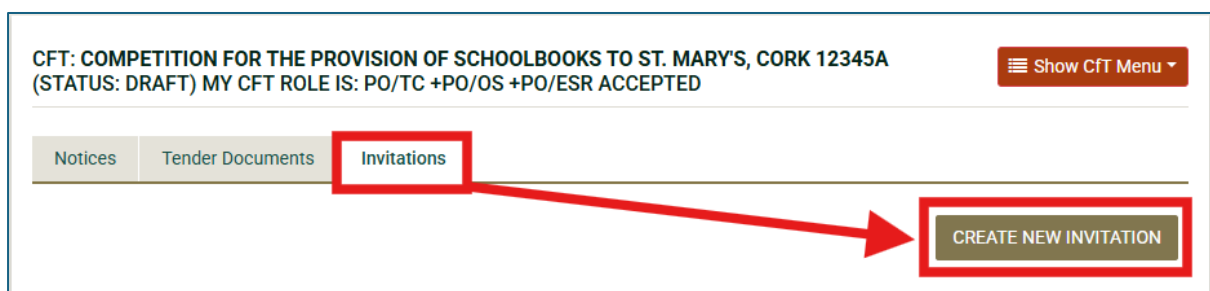 CFT: COMPETITION FOR THE PROVISION OF SCHOOLBOOKS TO ST. MARY'S, CORK 12345A
(STATUS: DRAFT) MY CFT ROLE IS: PO/TC +PO/OS +PO/ESR ACCEPTED
Show CfT Menu
Notices Tender Documents Invitations
CREATE NEW INVITATION